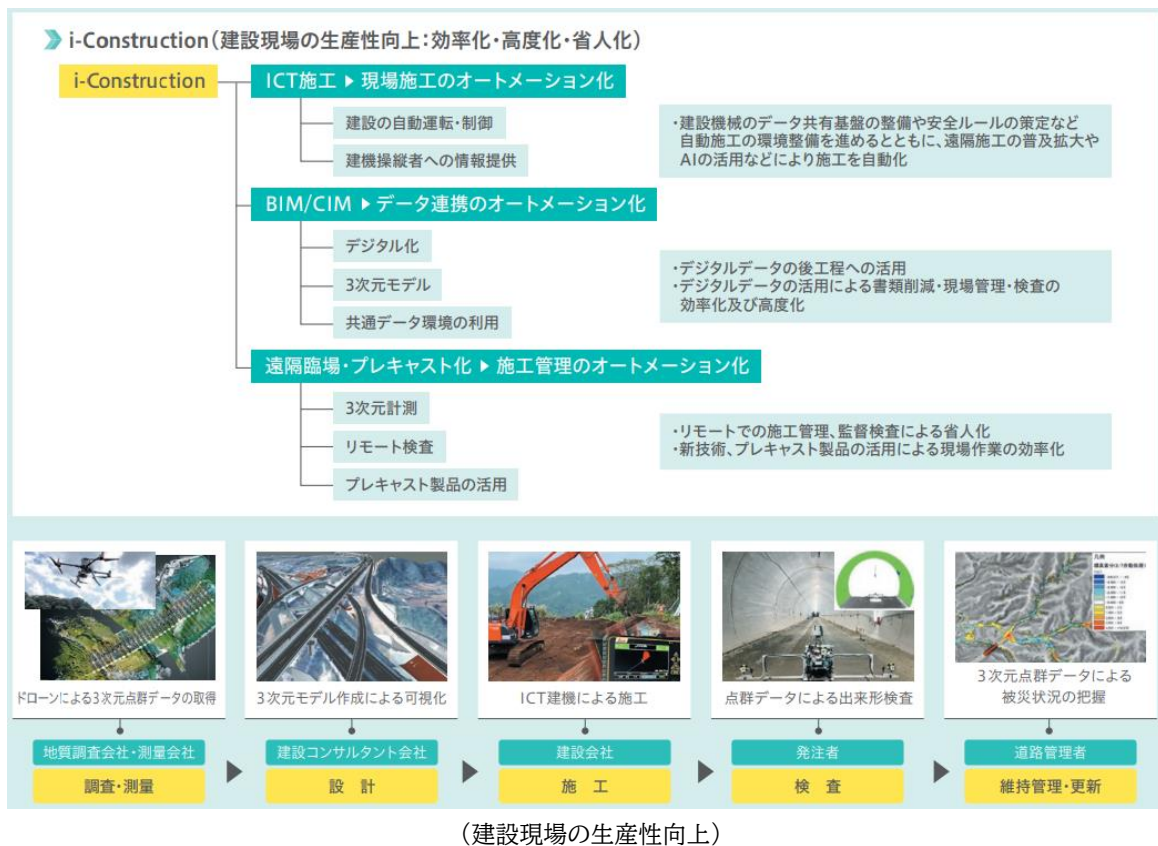 i-Construction(建設現場の生産性向上:効率化・高度化・省人化)
i-Construction
ICT施工 ▶ 現場施工のオートメーション化
建設の自動運転・制御
建機操縦者への情報提供
・建設機械のデータ共有基盤の整備や安全ルールの策定など
自動施工の環境整備を進めるとともに、遠隔施工の普及拡大や
AIの活用などにより施工を自動化
BIM/CIM ▶ データ連携のオートメーション化
デジタル化
3次元モデル
共通データ環境の利用
・デジタルデータの後工程への活用
・デジタルデータの活用による書類削減・現場管理・検査の
効率化及び高度化
遠隔臨場・プレキャスト化 ▶ 施工管理のオートメーション化
3次元計測
リモート検査
プレキャスト製品の活用
・リモートでの施工管理、監督検査による省人化
・新技術、プレキャスト製品の活用による現場作業の効率化
ドローンによる3次元点群データの取得
地質調査会社・測量会社
調査・測量
3次元モデル作成による可視化
建設コンサルタント会社
設 計
ICT建機による施工
建設会社
施 工
点群データによる出来形検査
発注者
検 査
凡例
3次元点群データによる
被災状況の把握
道路管理者
維持管理・更新
(建設現場の生産性向上)